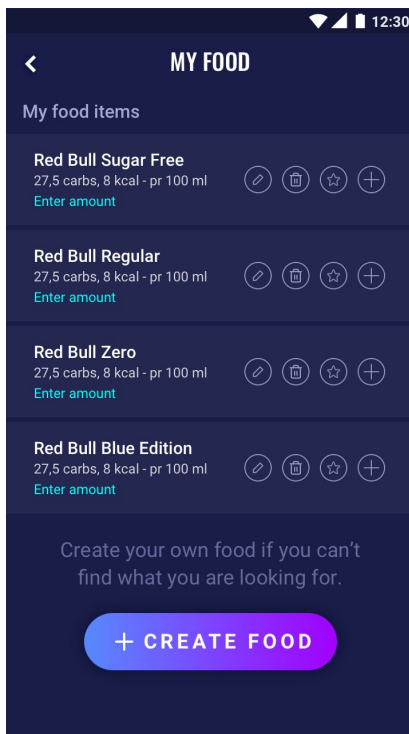 12:30
MY FOOD
My food items
Red Bull Sugar Free
27,5 carbs, 8 kcal - pr 100 ml
Enter amount
Red Bull Regular
27,5 carbs, 8 kcal - pr 100 ml
Enter amount
Red Bull Zero
27,5 carbs, 8 kcal - pr 100 ml
Enter amount
Red Bull Blue Edition
27,5 carbs, 8 kcal - pr 100 ml
Enter amount
Create your own food if you can’t
find what you are looking for.
+ CREATE FOOD